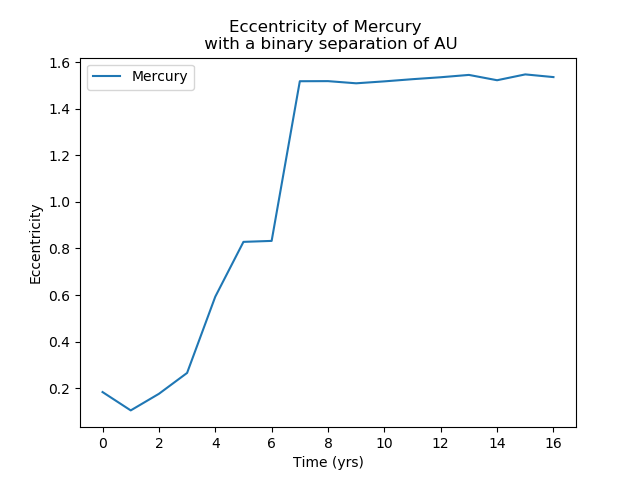 Eccentricity of Mercury
with a binary separation of AU
Mercury
1.6
1.4
1.2
1.0
0.8
0.6
0.4
0.2
Eccentricity
0 2 4 6 8 10 12 14 16
Time (yrs)